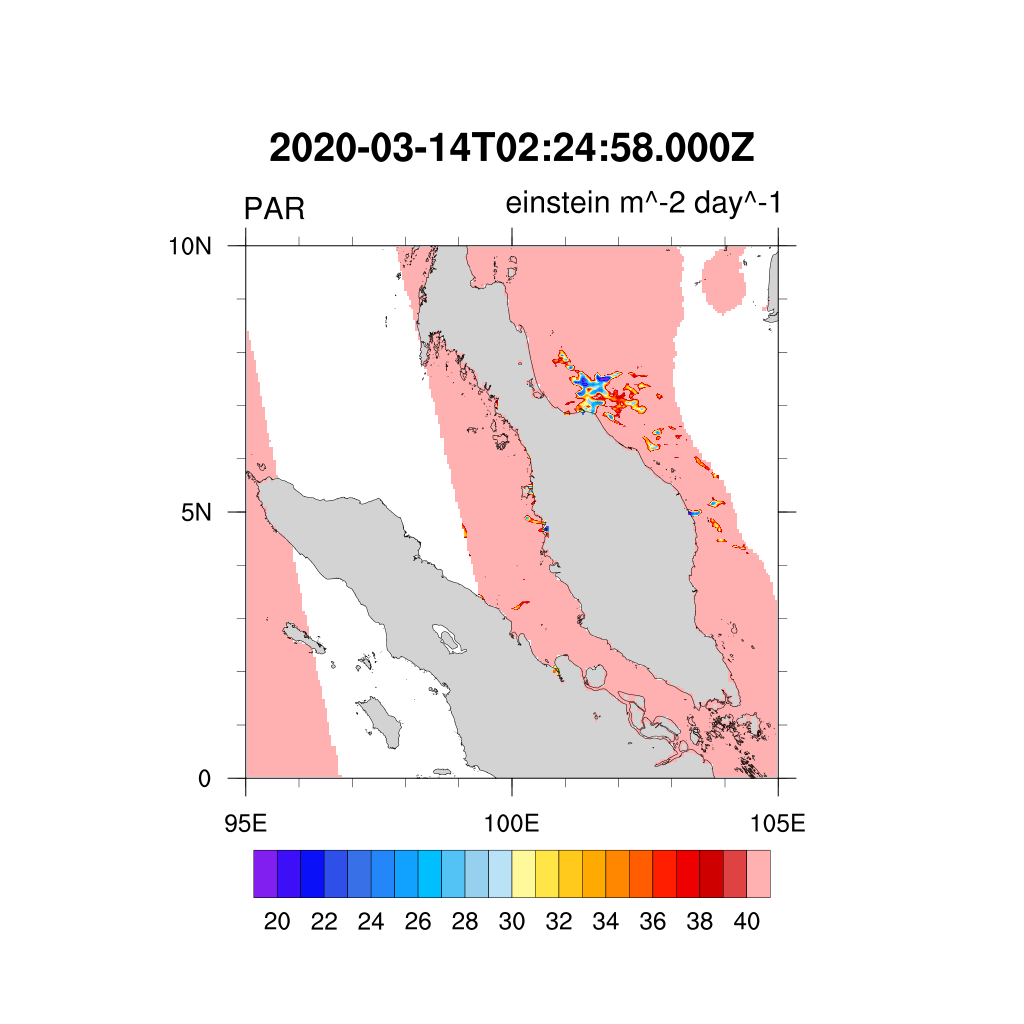 2020-03-14T02:24:58.000Z
PAR einstein m^-2 day^-1
10N
5N
0
95E 100E 105E
20 22 24 26 28 30 32 34 36 38 40